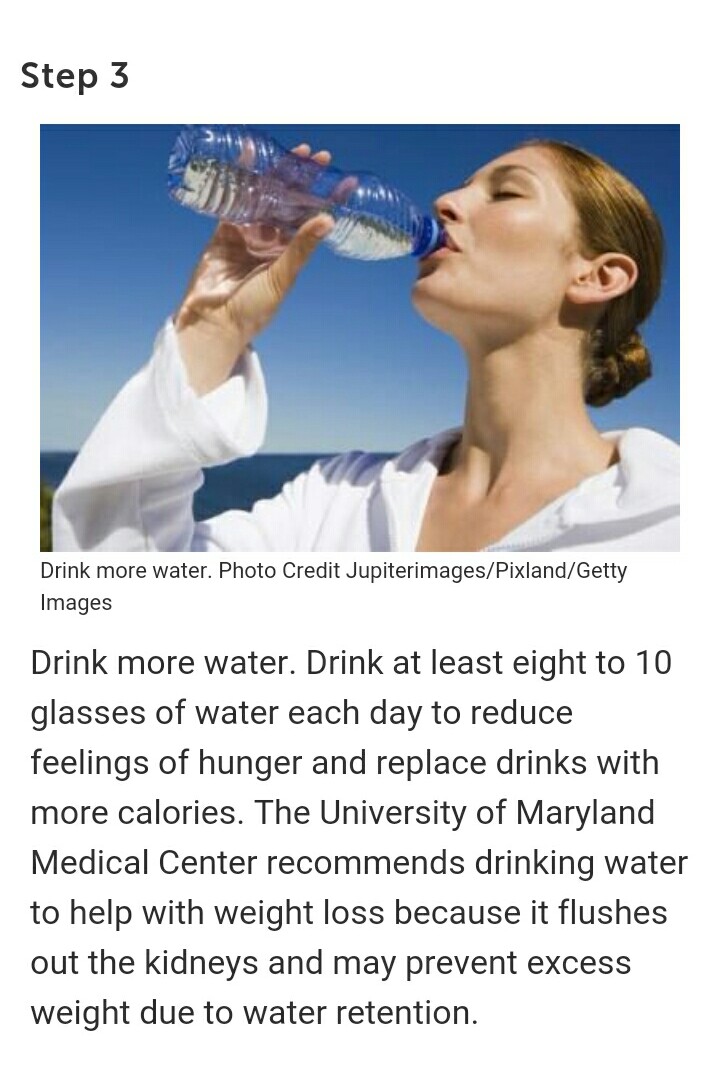 Step 3
Drink more water. Photo Credit Jupiterimages/Pixland/Getty
Images
Drink more water. Drink at least eight to 10
glasses of water each day to reduce
feelings of hunger and replace drinks with
more calories. The University of Maryland
Medical Center recommends drinking water
to help with weight loss because it flushes
out the kidneys and may prevent excess
weight due to water retention.